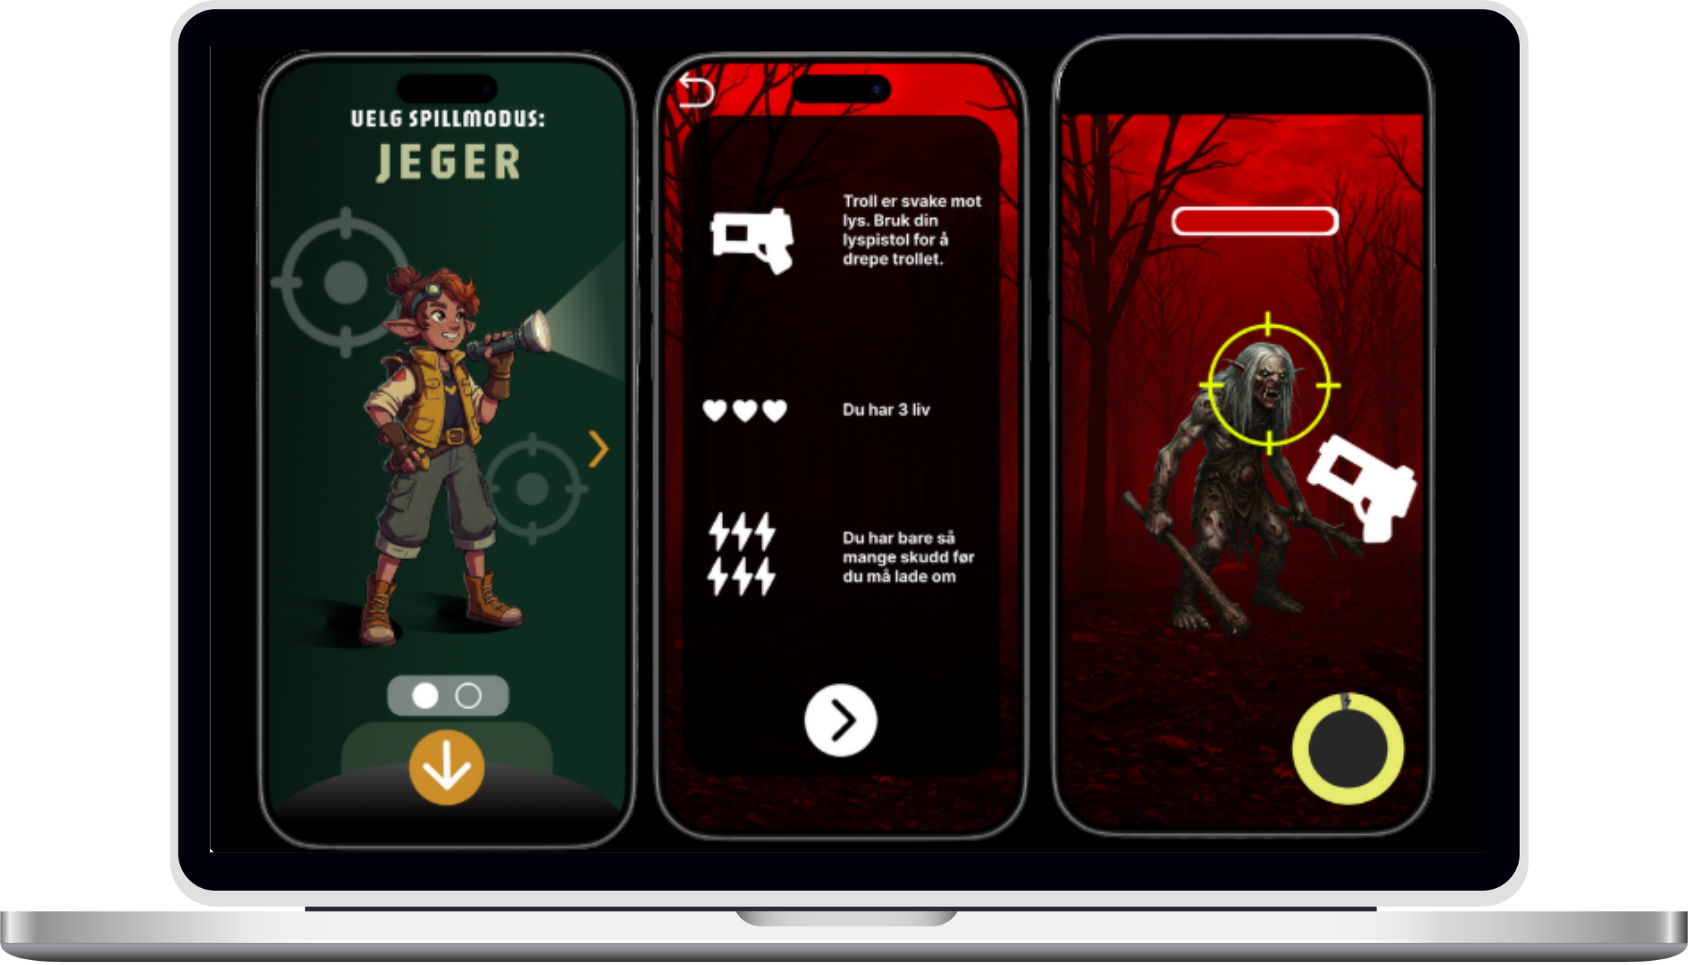 VELG SPILLMODUS:
JEGER
Troll er svake mot
lys. Bruk din
lyspistol for å
drepe trollet.
Du har 3 liv
Du har bare så
mange skudd før
du må lade om